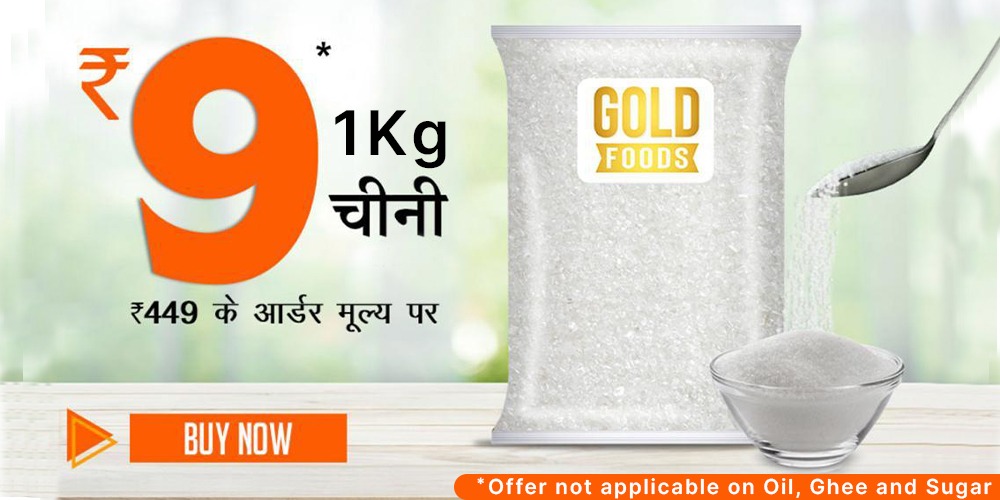 ₹9*
1Kg
चीनी
₹449 के आर्डर मूल्य पर
BUY NOW
GOLD
FOODS
*Offer not applicable on Oil, Ghee and Sugar